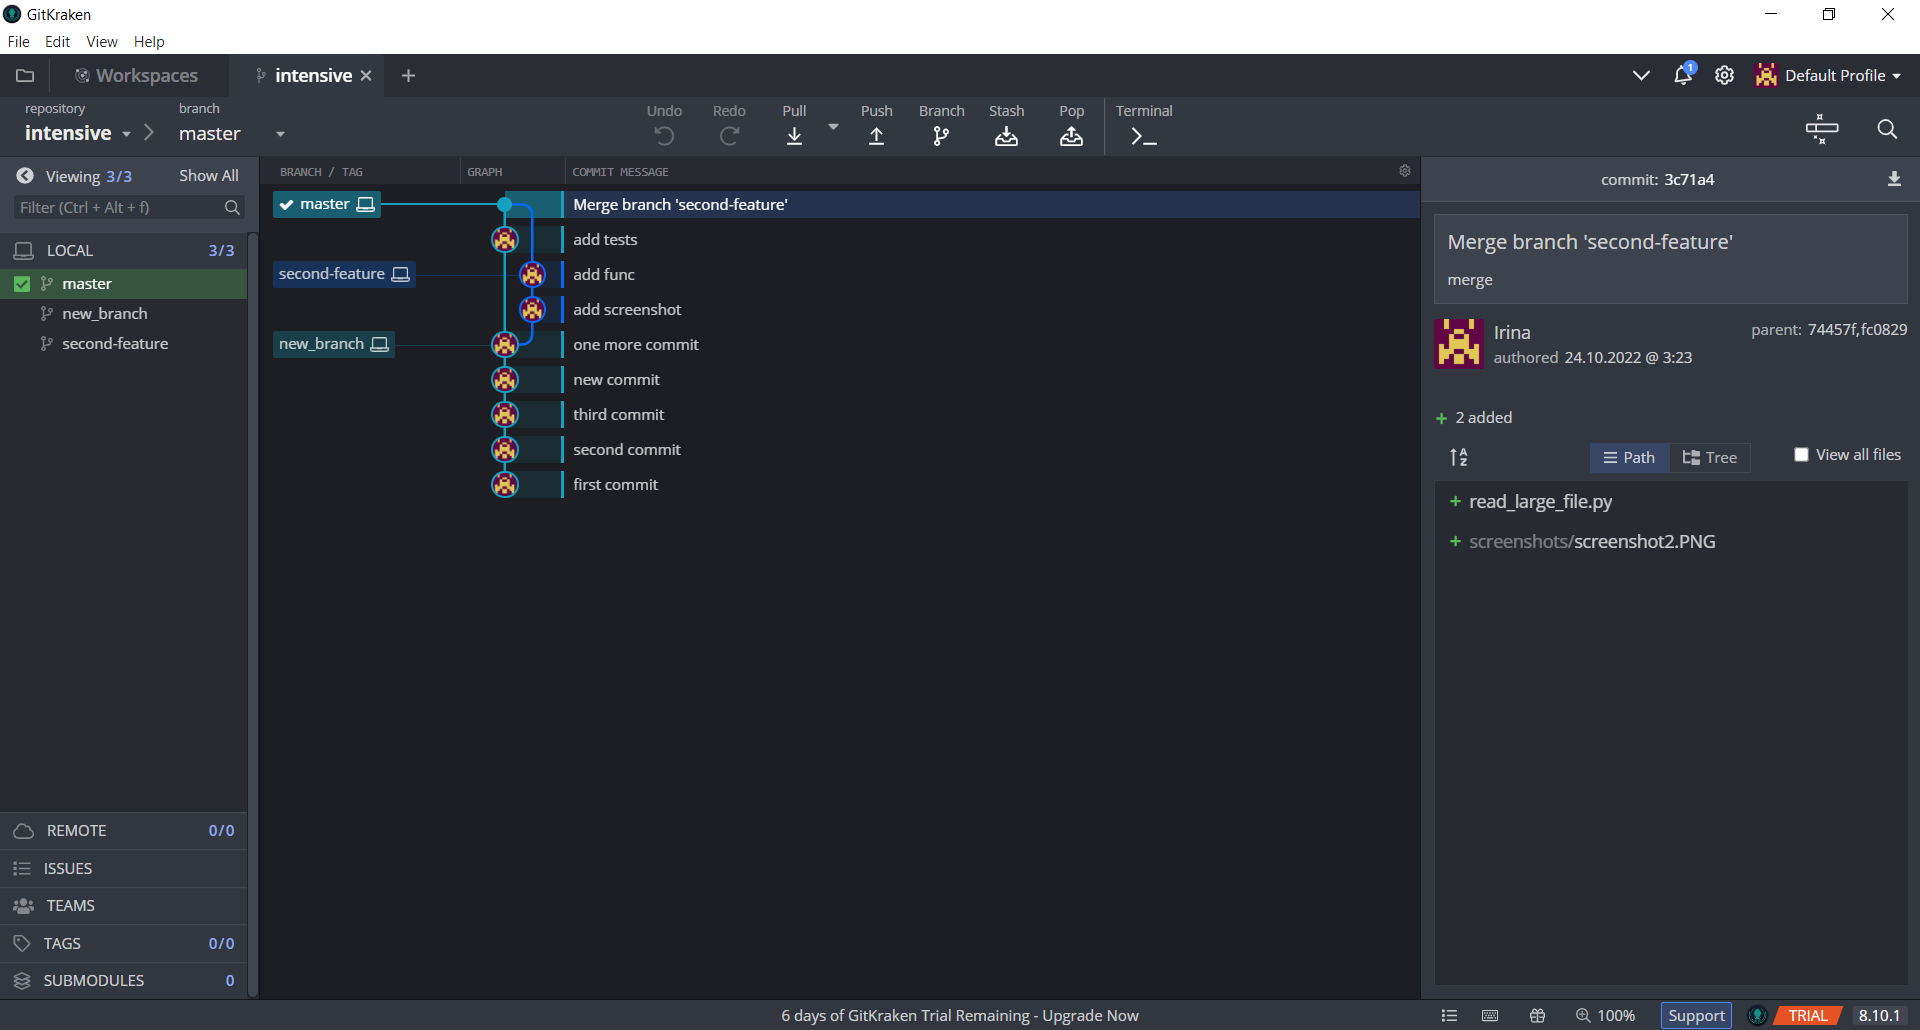 GitKraken
File Edit View Help
Workspaces intensive 1 Default Profile
repository branch
intensive master
Undo Redo Pull Push Branch Stash Pop Terminal
Viewing 3/3 Show All
Filter (Ctrl + Alt + f)
LOCAL 3/3
master
new_branch
second-feature
REMOTE 0/0
ISSUES
TEAMS
TAGS 0/0
SUBMODULES 0
BRANCH / TAG GRAPH COMMIT MESSAGE
master Merge branch 'second-feature'
add tests
second-feature add func
add screenshot
new_branch one more commit
new commit
third commit
second commit
first commit
commit: 3c71a4
Merge branch 'second-feature'
merge
Irina parent: 74457f,fc0829
authored 24.10.2022 @ 3:23
+ 2 added
A Z Path Tree View all files
+ read_large_file.py
+ screenshots/screenshot2.PNG
6 days of GitKraken Trial Remaining - Upgrade Now 100% Support TRIAL 8.10.1